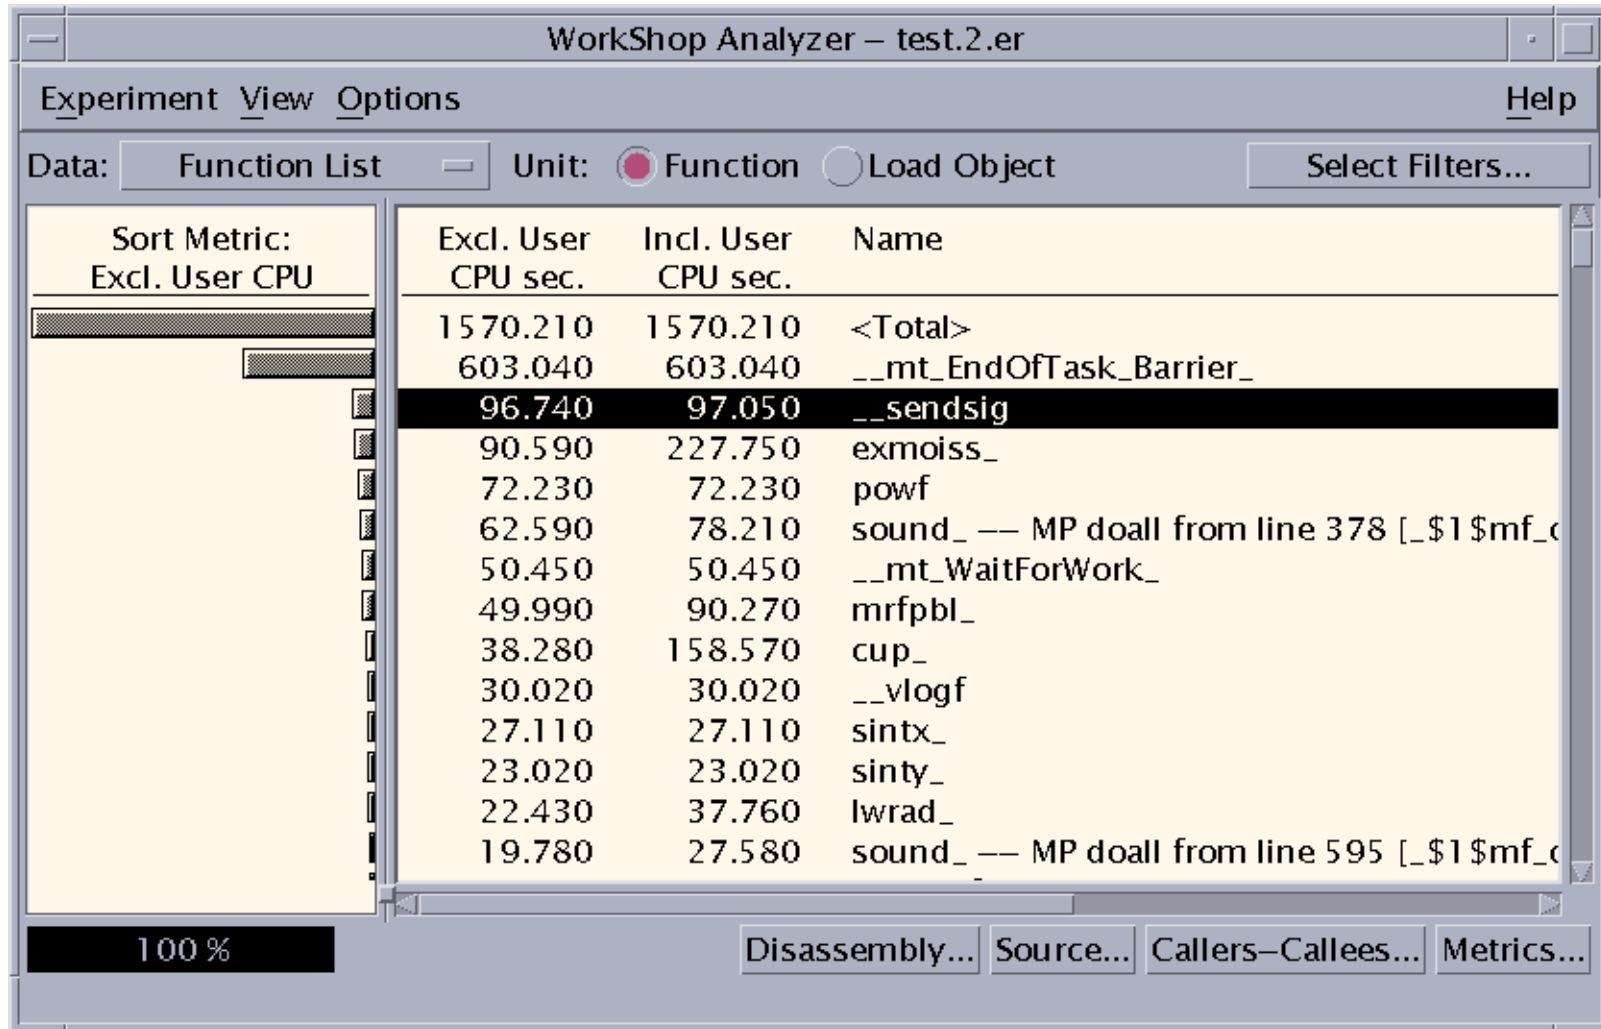 WorkShop Analyzer – test.2.er
Experiment View Options Help
Data: Function List Unit: Function Load Object Select Filters...
Sort Metric:
Excl. User CPU
Excl. User Incl. User Name
CPU sec. CPU sec.
1570.210 1570.210 <Total>
603.040 603.040 __mt_EndOfTask_Barrier_
96.740 97.050 __sendsig
90.590 227.750 exmoiss_
72.230 72.230 powf
62.590 78.210 sound_ –– MP doall from line 378 [_$1$mf_
50.450 50.450 __mt_WaitForWork_
49.990 90.270 mrfpbl_
38.280 158.570 cup_
30.020 30.020 __vlogf
27.110 27.110 sintx_
23.020 23.020 sinty_
22.430 37.760 lwrad_
19.780 27.580 sound_ –– MP doall from line 595 [_$1$mf_
100 %
Disassembly... Source... Callers–Callees... Metrics...